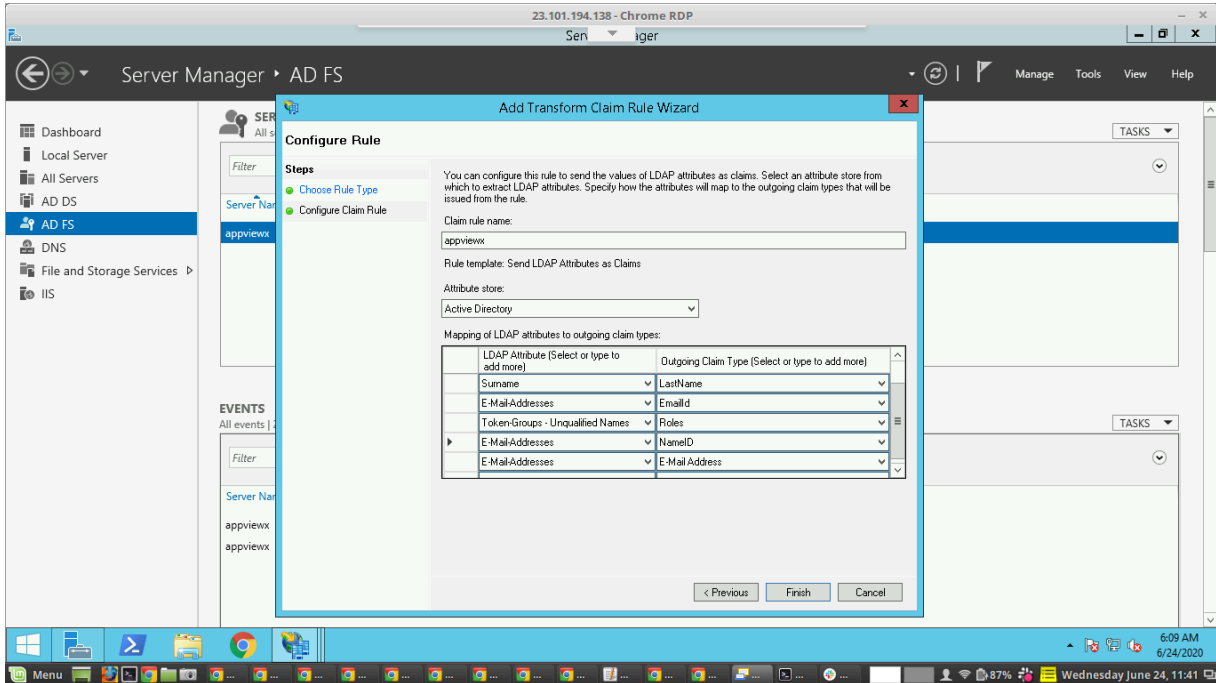 23.101.194.138 - Chrome RDP
Server Manager • AD FS
Manage Tools View Help
Dashboard
Local Server
All Servers
AD DS
AD FS
DNS
File and Storage Services
IIS
TASKS
Filter
Server Nar
appviewx
EVENTS
All events |
TASKS
Filter
Server Nar
appviewx
appviewx
Add Transform Claim Rule Wizard
x
Configure Rule
Steps
Choose Rule Type
Configure Claim Rule
You can configure this rule to send the values of LDAP attributes as claims. Select an attribute store from
which to extract LDAP attributes. Specify how the attributes will map to the outgoing claim types that will be
issued from the rule.
Claim rule name:
appviewx
Rule template: Send LDAP Attributes as Claims
Attribute store:
Active Directory
Mapping of LDAP attributes to outgoing claim types:
LDAP Attribute (Select or type to
add more)
Outgoing Claim Type (Select or type to add more)
Surname LastName
E-Mail-Addresses EmailId
Token-Groups - Unqualified Names Roles
E-Mail-Addresses NameID
E-Mail-Addresses E-Mail Address
< Previous Finish Cancel
6:09 AM
6/24/2020
Menu
87%
Wednesday June 24, 11:41